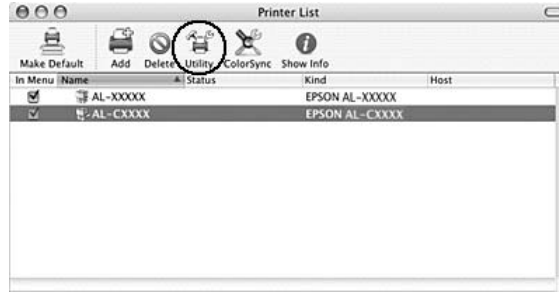 Printer List
Make Default Add Delete Utility ColorSync Show Info
In Menu Name Status Kind Host
AL-XXXXX EPSON AL-XXXXX
AL-CXXXX EPSON AL-CXXXX